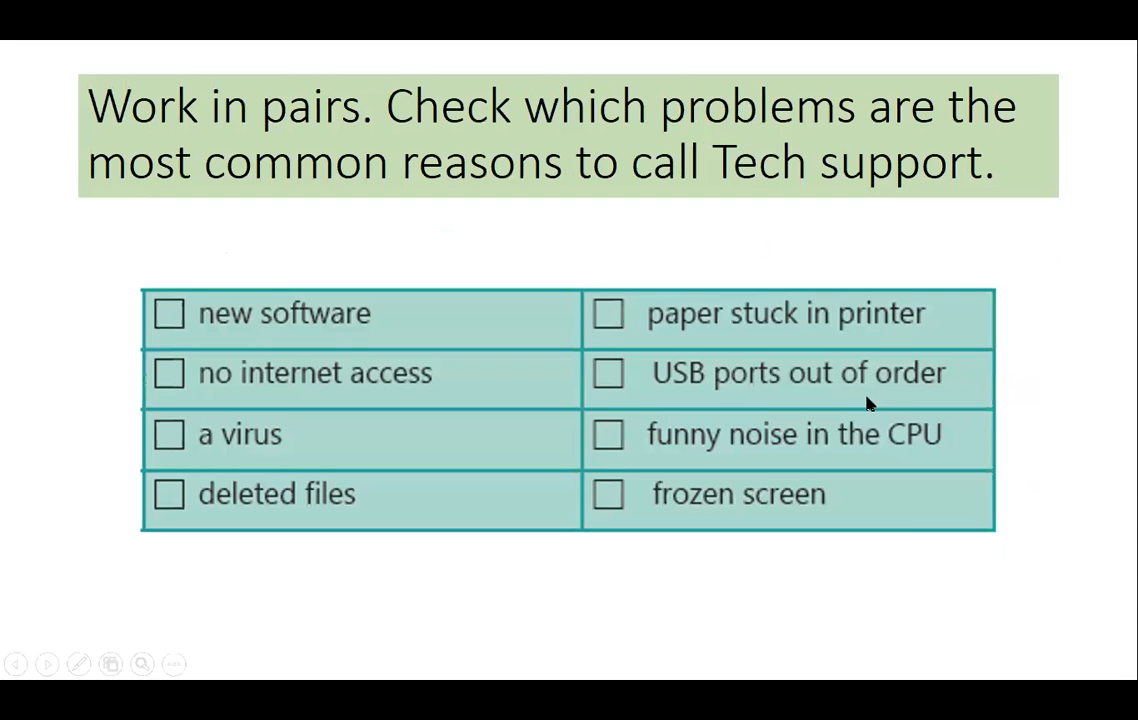 Work in pairs. Check which problems are the
most common reasons to call Tech support.
new software
paper stuck in printer
no internet access
USB ports out of order
a virus
funny noise in the CPU
deleted files
frozen screen